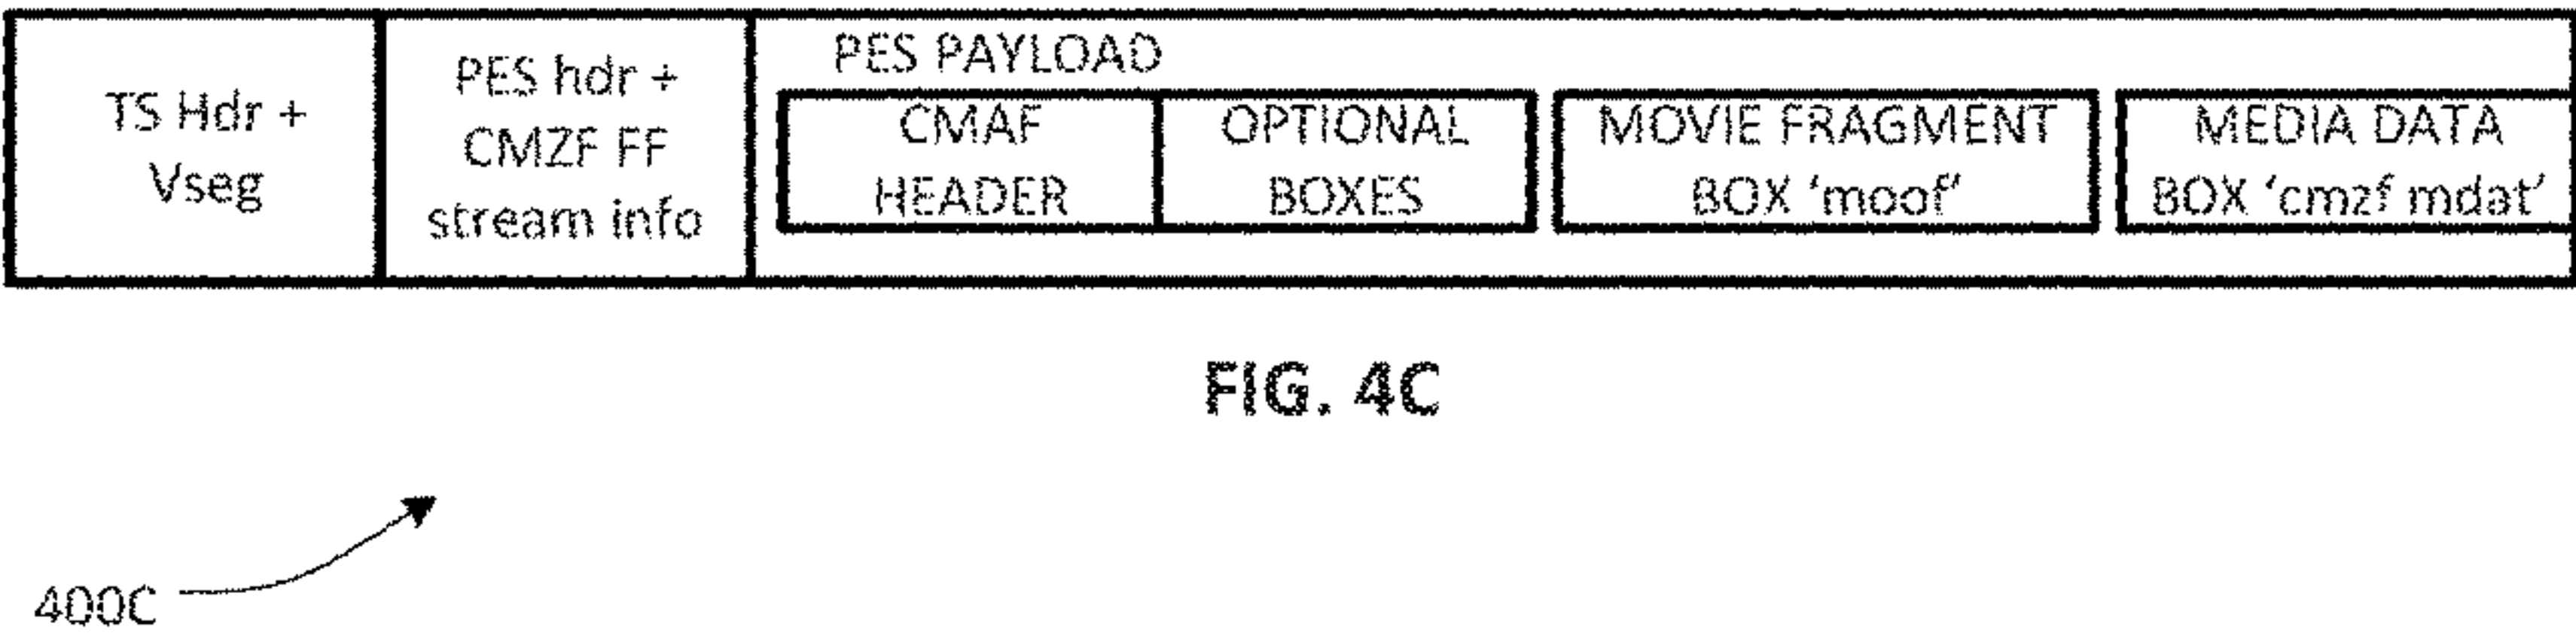 TS Hdr +
Vseg
PES hdr +
CMZF FF
stream info
PES PAYLOAD
CMAF
HEADER
OPTIONAL
BOXES
MOVIE FRAGMENT
BOX ‘moof’
MEDIA DATA
BOX ‘cmzf mdat’
FIG. 4C
400C